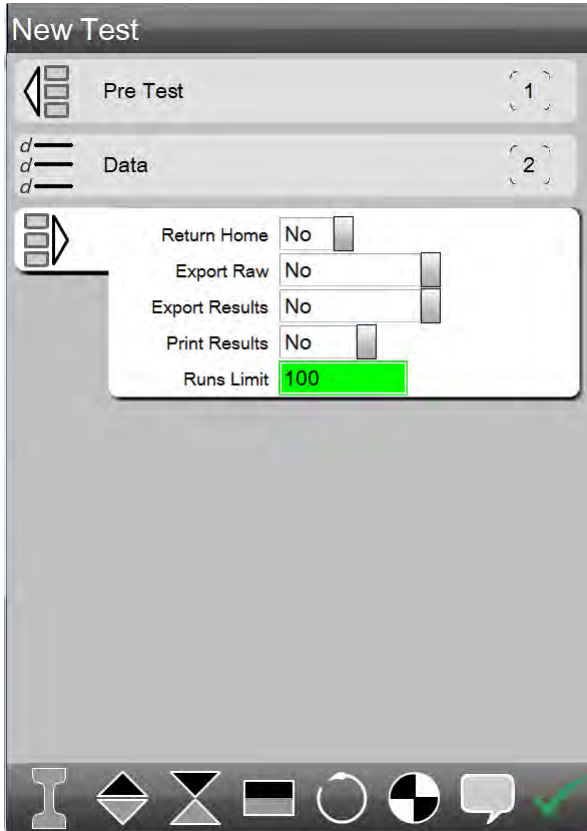 New Test
Pre Test 1
d
d Data 2
d
Return Home No
Export Raw No
Export Results No
Print Results No
Runs Limit 100